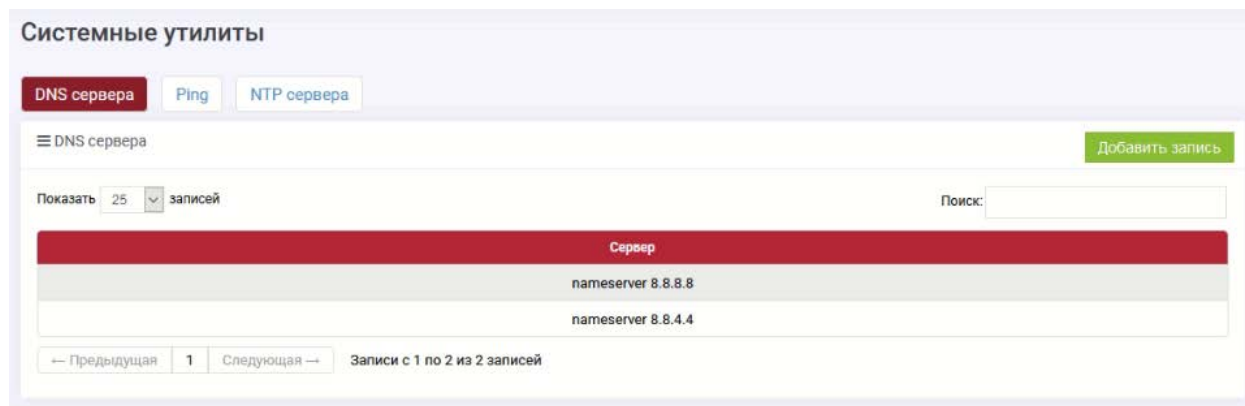 Системные утилиты
DNS сервера Ping NTP сервера
DNS сервера Добавить запись
Показать 25 записей Поиск:
Сервер
nameserver 8.8.8.8
nameserver 8.8.4.4
← Предыдущая 1 Следующая → Записи с 1 по 2 из 2 записей